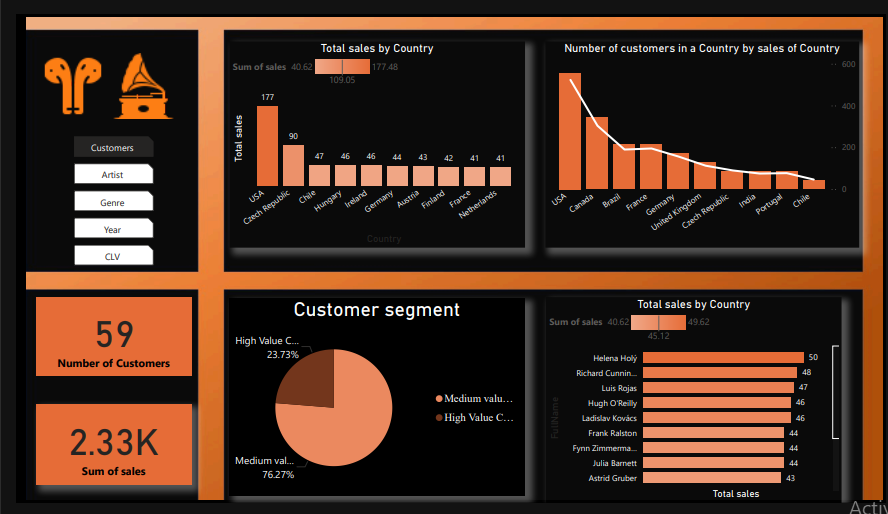 Customers
Artist
Genre
Year
CLV
59
Number of Customers
2.33K
Sum of sales
Total sales by Country
Sum of sales 40.62 177.48
109.05
Total sales
177
90
47
46
46
44
43
42
41
41
USA
Czech Republic
Chile
Hungary
Ireland
Germany
Austria
Finland
France
Netherlands
Country
Number of customers in a Country by sales of Country
600
400
200
0
USA
Canada
Brazil
France
Germany
United Kingdom
Czech Republic
India
Portugal
Chile
Customer segment
High Value C...
23.73%
Medium val...
76.27%
Medium valu...
High Value C...
Total sales by Country
Sum of sales 40.62 49.62
45.12
FullName
Helena Holý 50
Richard Cunnin... 48
Luis Rojas 47
Hugh O'Reilly 46
Ladislav Kovács 46
Frank Ralston 44
Fynn Zimmerma... 44
Julia Barnett 44
Astrid Gruber 43
Total sales
Activ